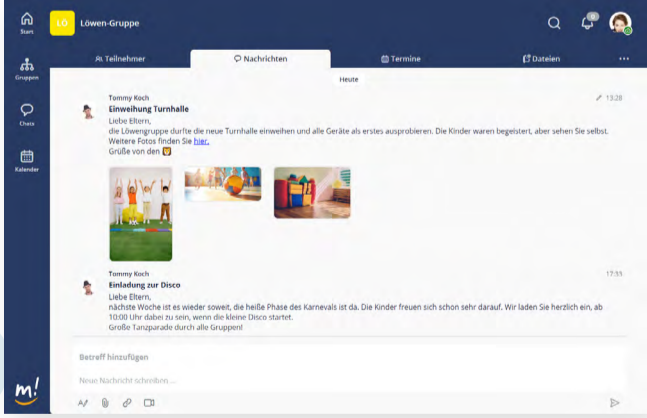 LÖ Löwen-Gruppe
0
Start
Teilnehmer Nachrichten Termine Dateien
Gruppen
Heute
Tommy Koch 13:28
Einweihung Turnhalle
Liebe Eltern,
die Löwengruppe durfte die neue Turnhalle einweihen und alle Geräte als erstes ausprobieren. Die Kinder waren begeistert, aber sehen Sie selbst.
Weitere Fotos finden Sie hier.
Grüße von den
Chats
Kalender
Tommy Koch 17:33
Einladung zur Disco
Liebe Eltern,
nächste Woche ist es wieder soweit, die heiße Phase des Karnevals ist da. Die Kinder freuen sich schon sehr darauf. Wir laden Sie herzlich ein, ab
10:00 Uhr dabei zu sein, wenn die kleine Disco startet.
Große Tanzparade durch alle Gruppen!
Betreff hinzufügen
Neue Nachricht schreiben ...
m!